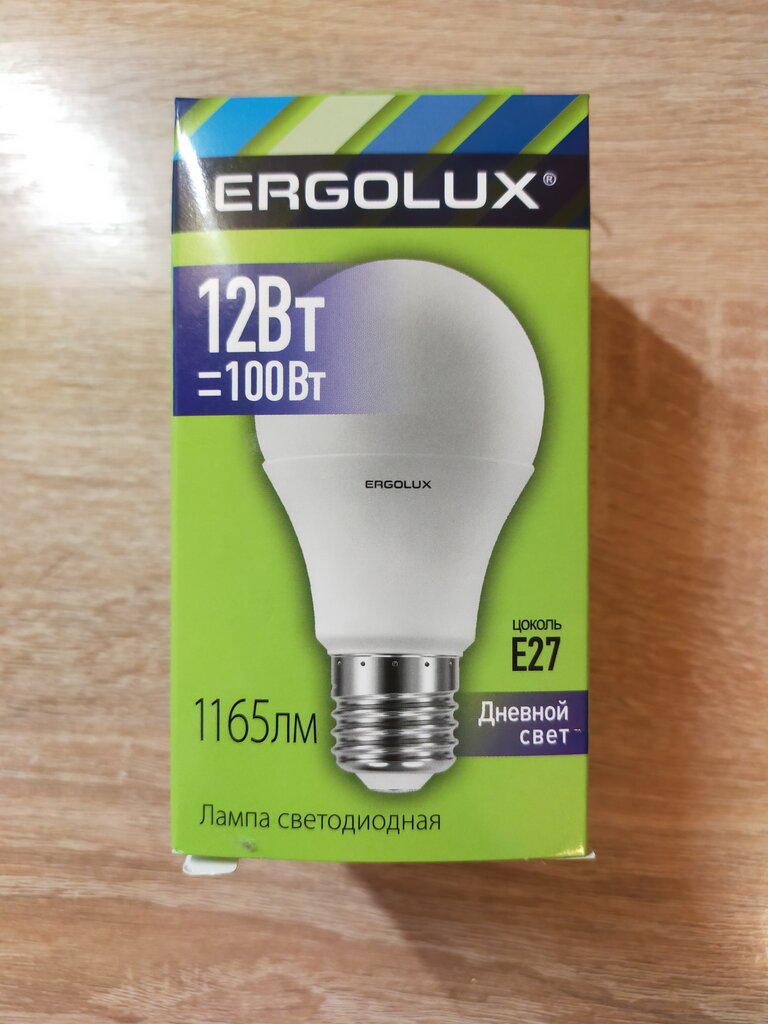 ERGOLUX®
12Вт
=100Вт
ERGOLUX
цоколь
E27
1165лм
Дневной
свет
Лампа светодиодная